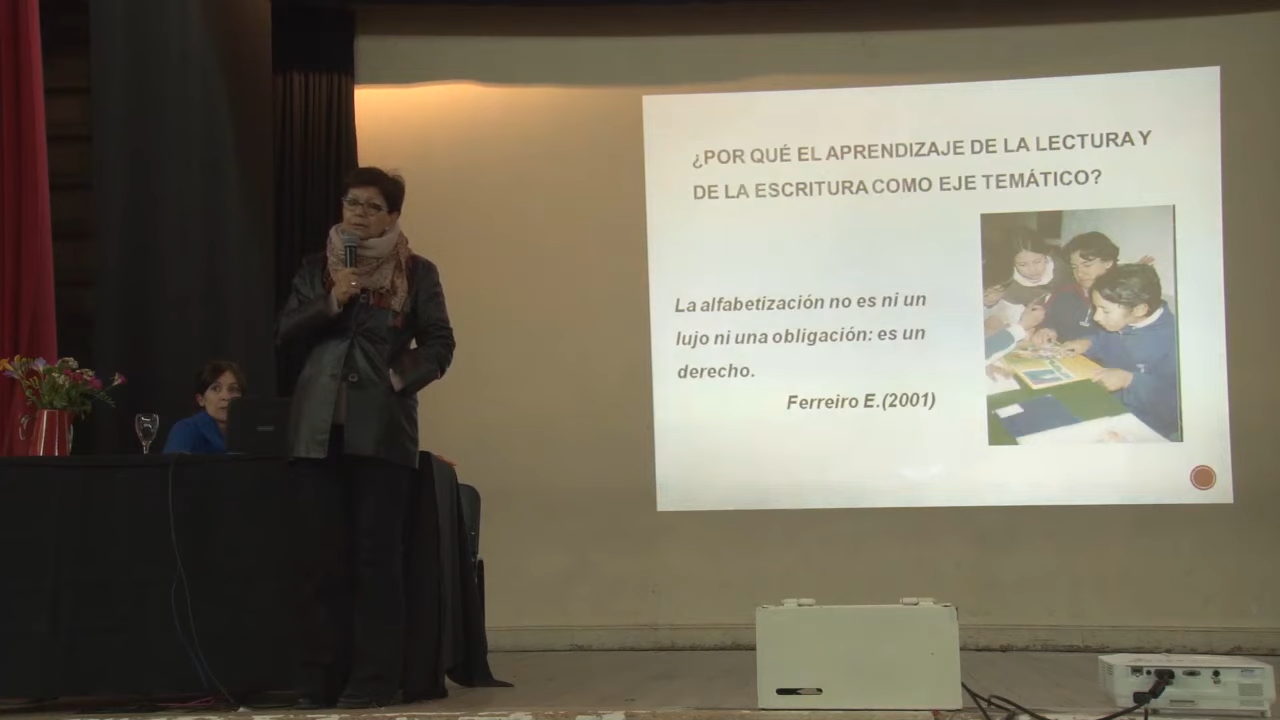 ¿POR QUÉ EL APRENDIZAJE DE LA LECTURA Y
DE LA ESCRITURA COMO EJE TEMÁTICO?
La alfabetización no es ni un
lujo ni una obligación: es un
derecho.
Ferreiro E.(2001)